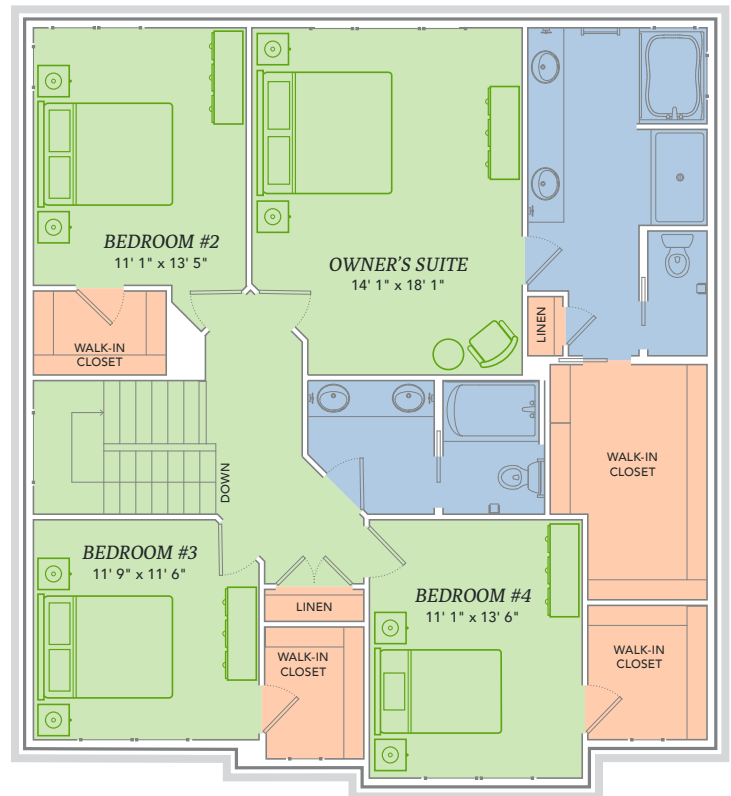 BEDROOM #2
11' 1" x 13' 5"
OWNER'S SUITE
14' 1" x 18' 1"
LINEN
WALK-IN
CLOSET
WALK-IN
CLOSET
DOWN
BEDROOM #3
11' 9" x 11' 6"
BEDROOM #4
11' 1" x 13' 6"
LINEN
WALK-IN
CLOSET
WALK-IN
CLOSET